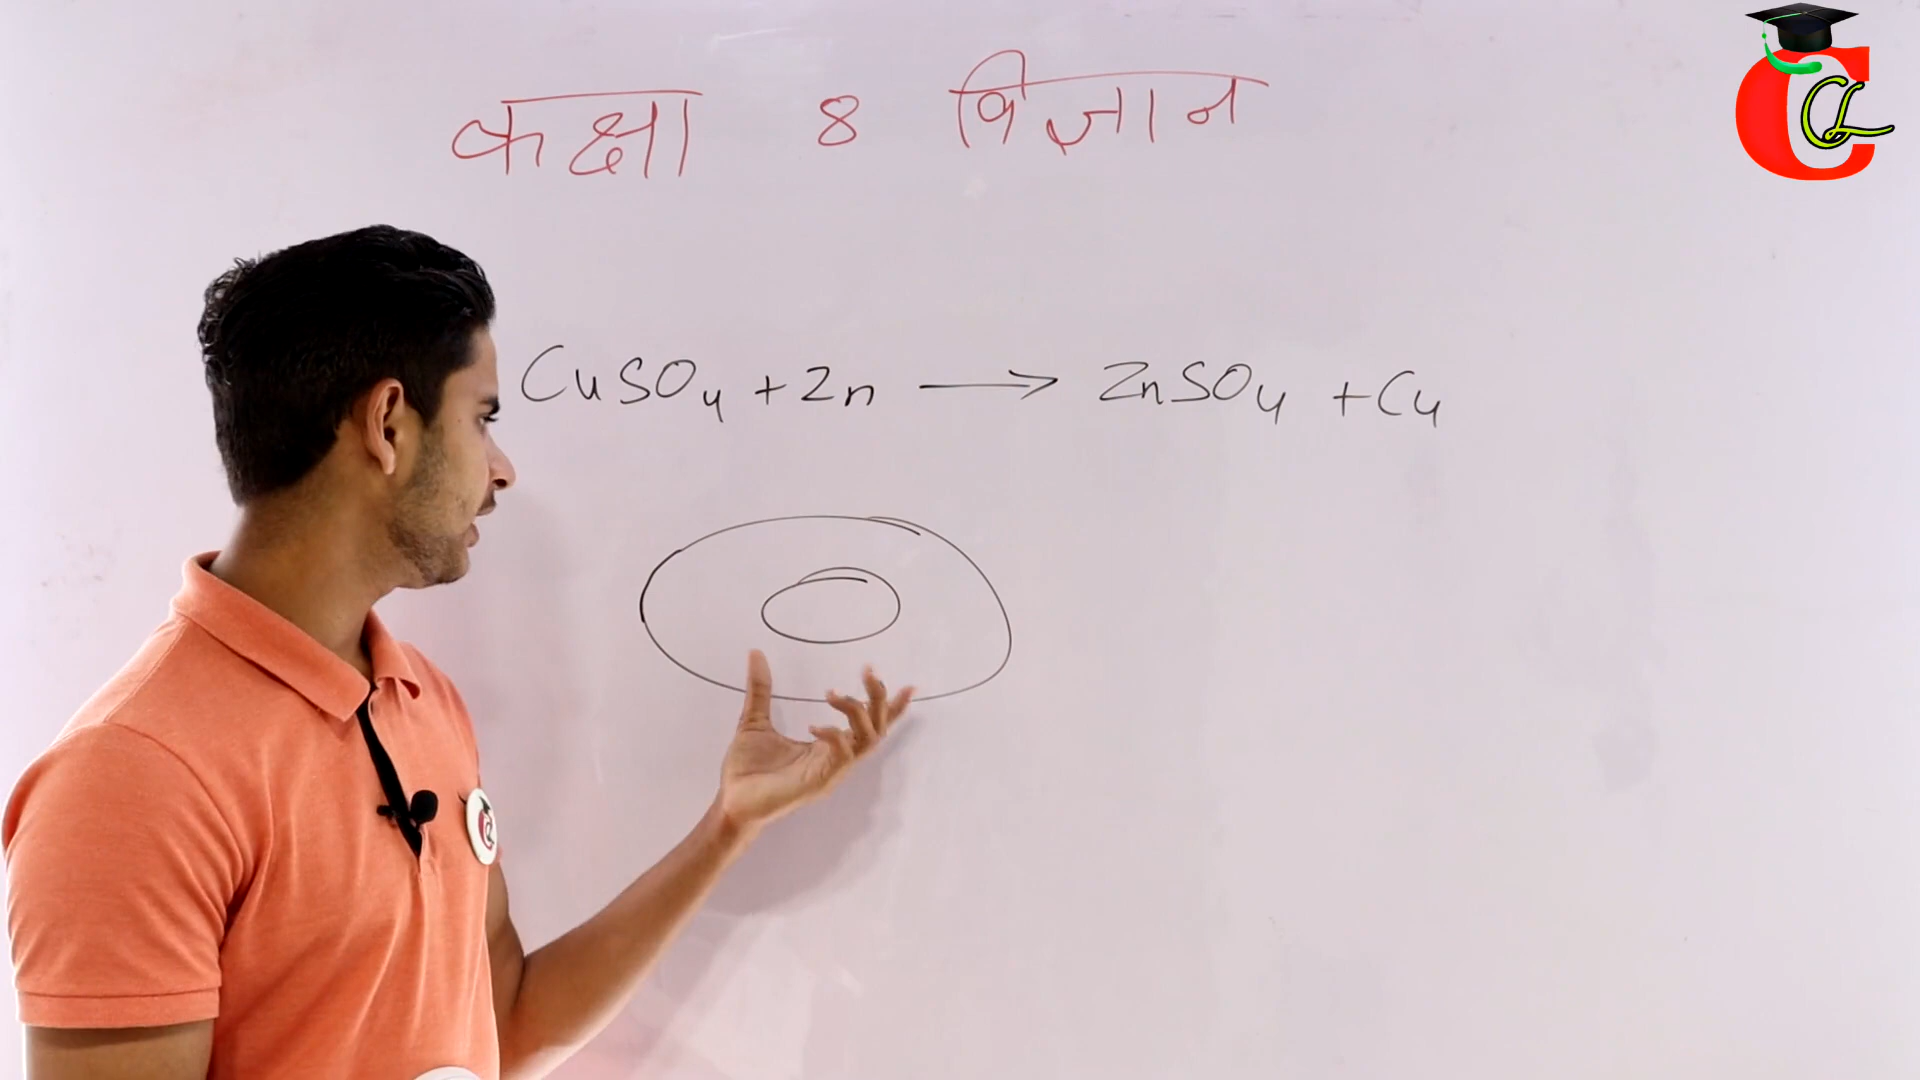 कक्षा 8 विज्ञान
CuSO₄ + Zn ⟶ ZnSO₄ + Cu